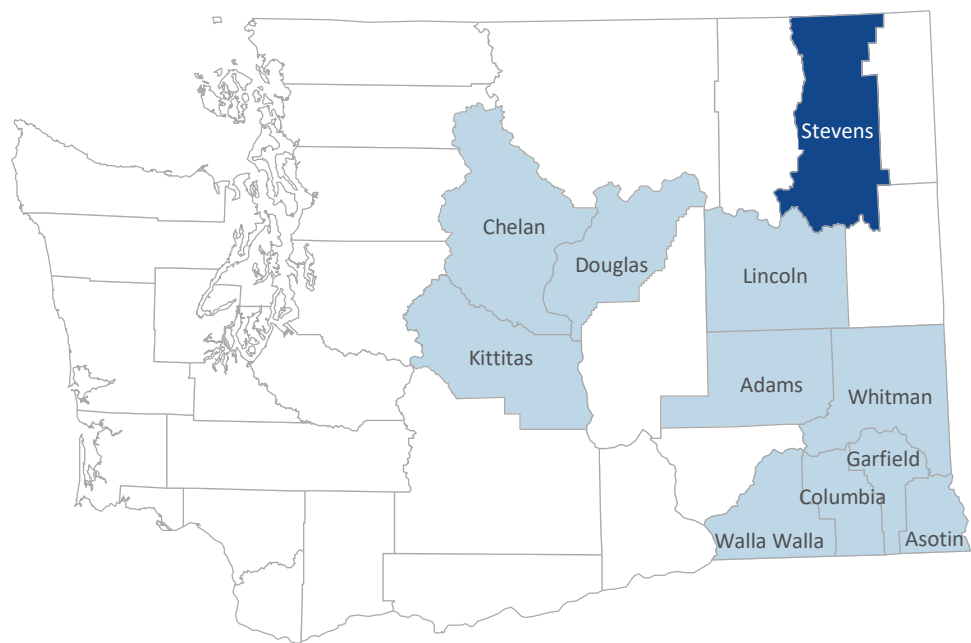 Stevens
Chelan
Douglas
Lincoln
Kittitas
Adams
Whitman
Garfield
Columbia
Walla Walla
Asotin